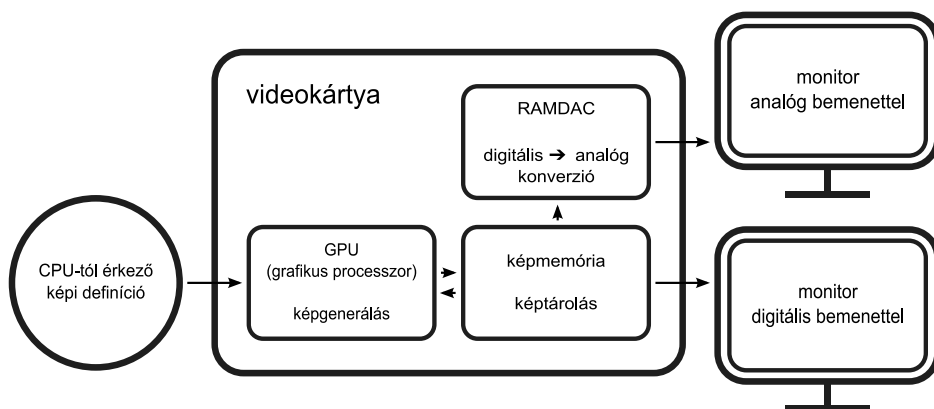 videokártya
RAMDAC
digitális ➔ analóg
konverzió
monitor
analóg bemenettel
CPU-tól érkező
képi definíció
GPU
(grafikus processzor)
képgenerálás
képmemória
képtárolás
monitor
digitális bemenettel